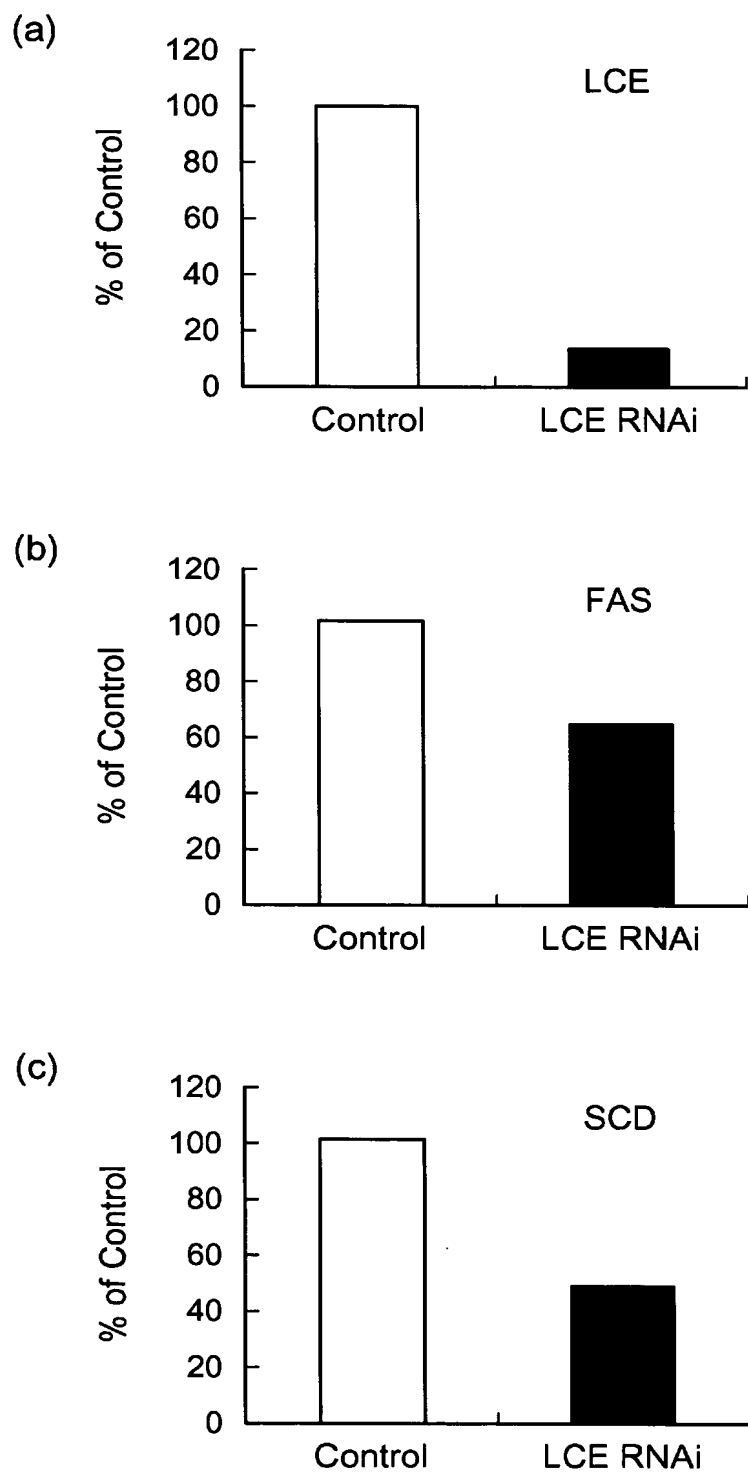 (a)
120
LCE
100
80
60
40
20
0
% of Control
Control LCE RNAi
(b)
120
FAS
100
80
60
40
20
0
% of Control
Control LCE RNAi
(c)
120
SCD
100
80
60
40
20
0
% of Control
Control LCE RNAi